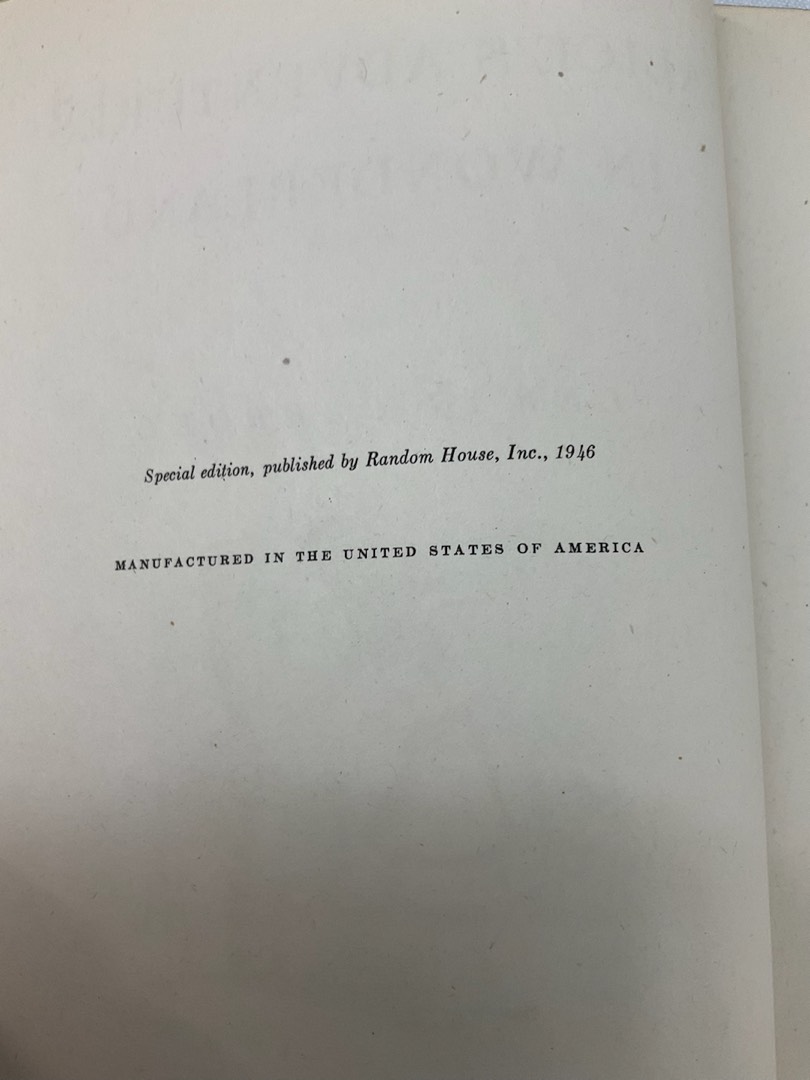 Special edition, published by Random House, Inc., 1946
MANUFACTURED IN THE UNITED STATES OF AMERICA